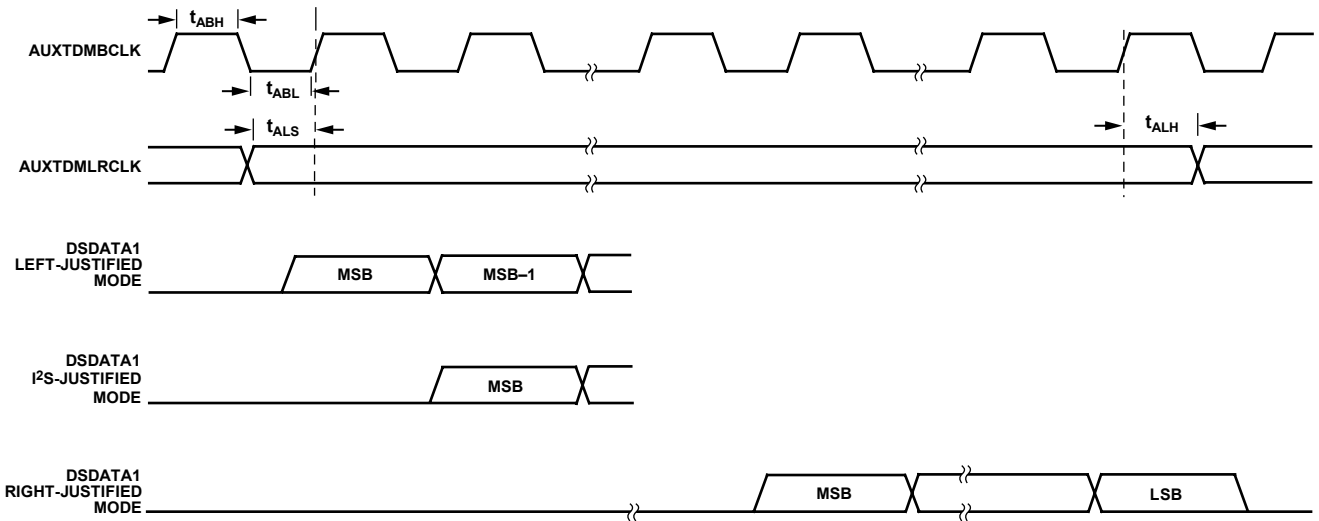 tABH
AUXTDMBCLK
tABL
tALS
tALH
AUXTDMLRCLK
DSDATA1
LEFT-JUSTIFIED
MODE
MSB
MSB–1
DSDATA1
I²S-JUSTIFIED
MODE
MSB
DSDATA1
RIGHT-JUSTIFIED
MODE
MSB
LSB